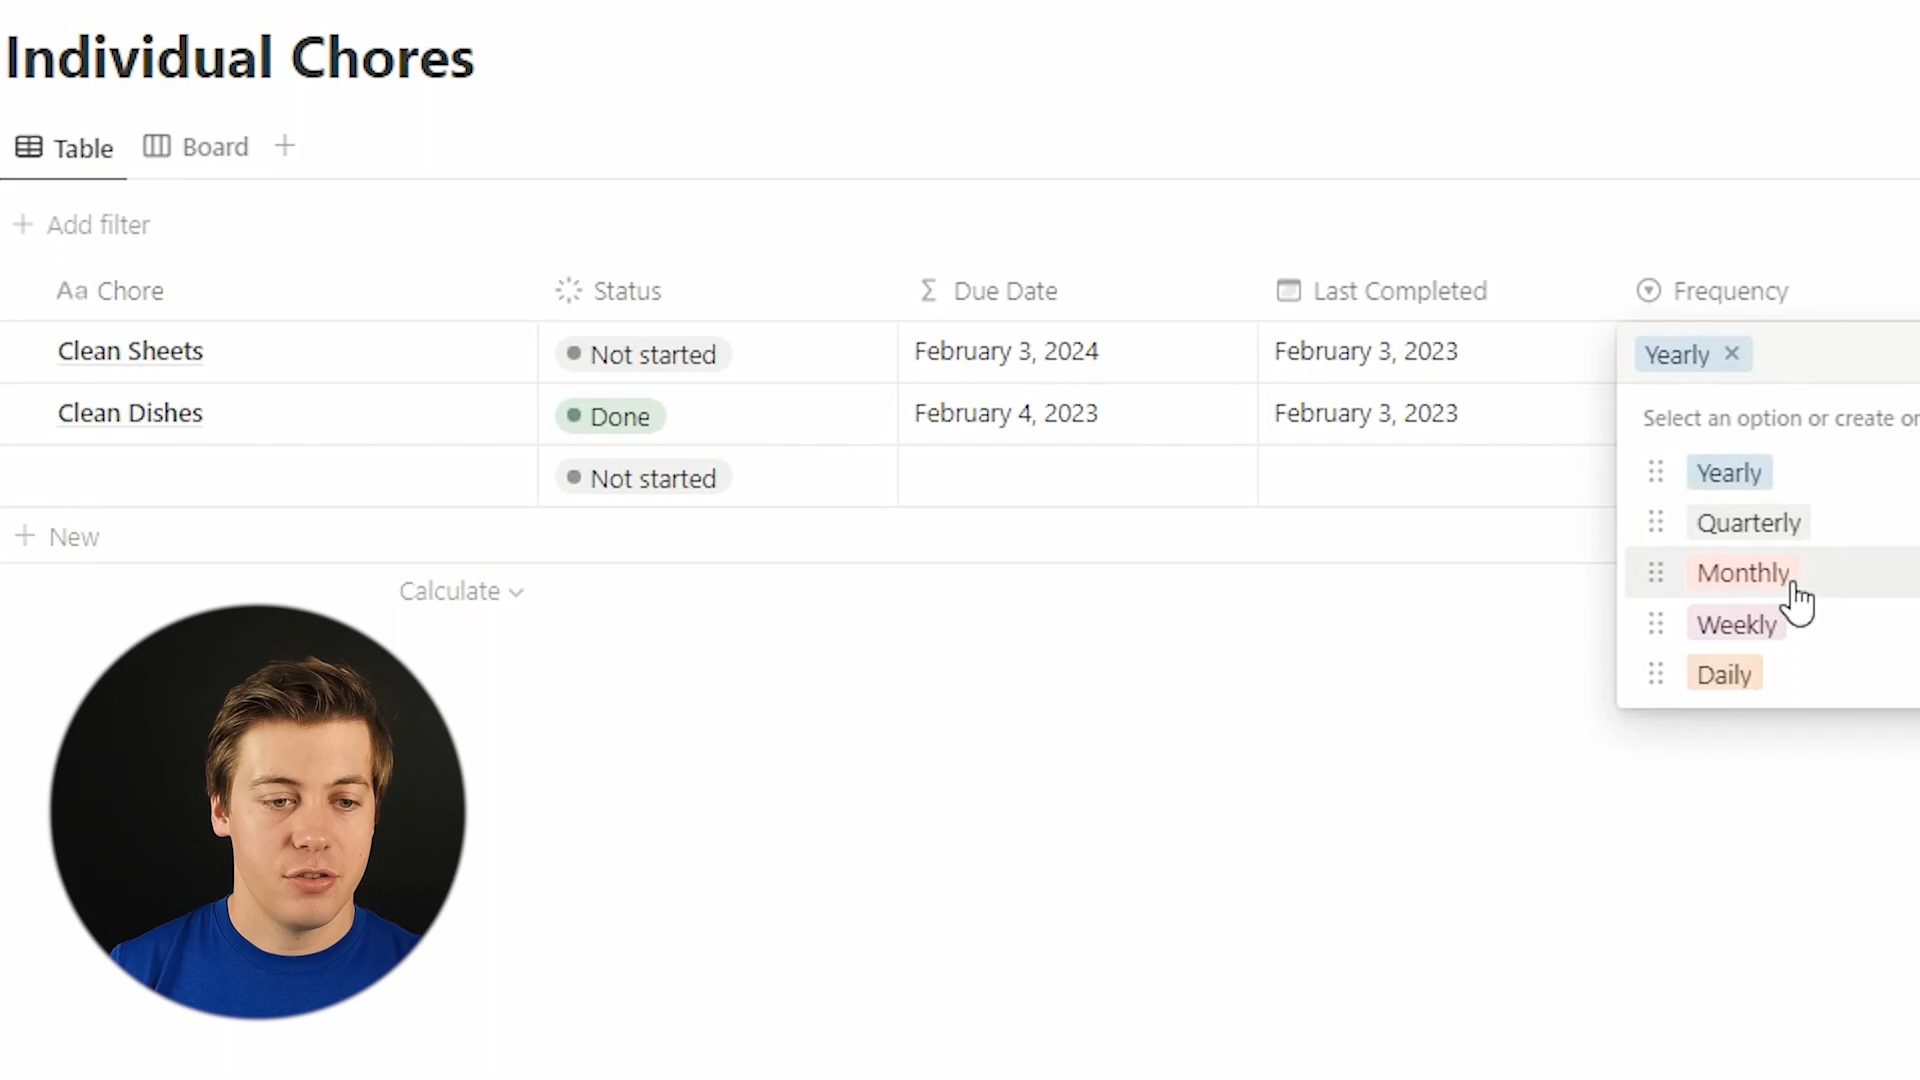 Individual Chores
Table Board
Add filter
Aa Chore Status Σ Due Date Last Completed Frequency
Clean Sheets Not started February 3, 2024 February 3, 2023 Yearly
Clean Dishes Done February 4, 2023 February 3, 2023 Select an option or create or
Not started Yearly
Quarterly
New
Monthly
Calculate
Weekly
Daily